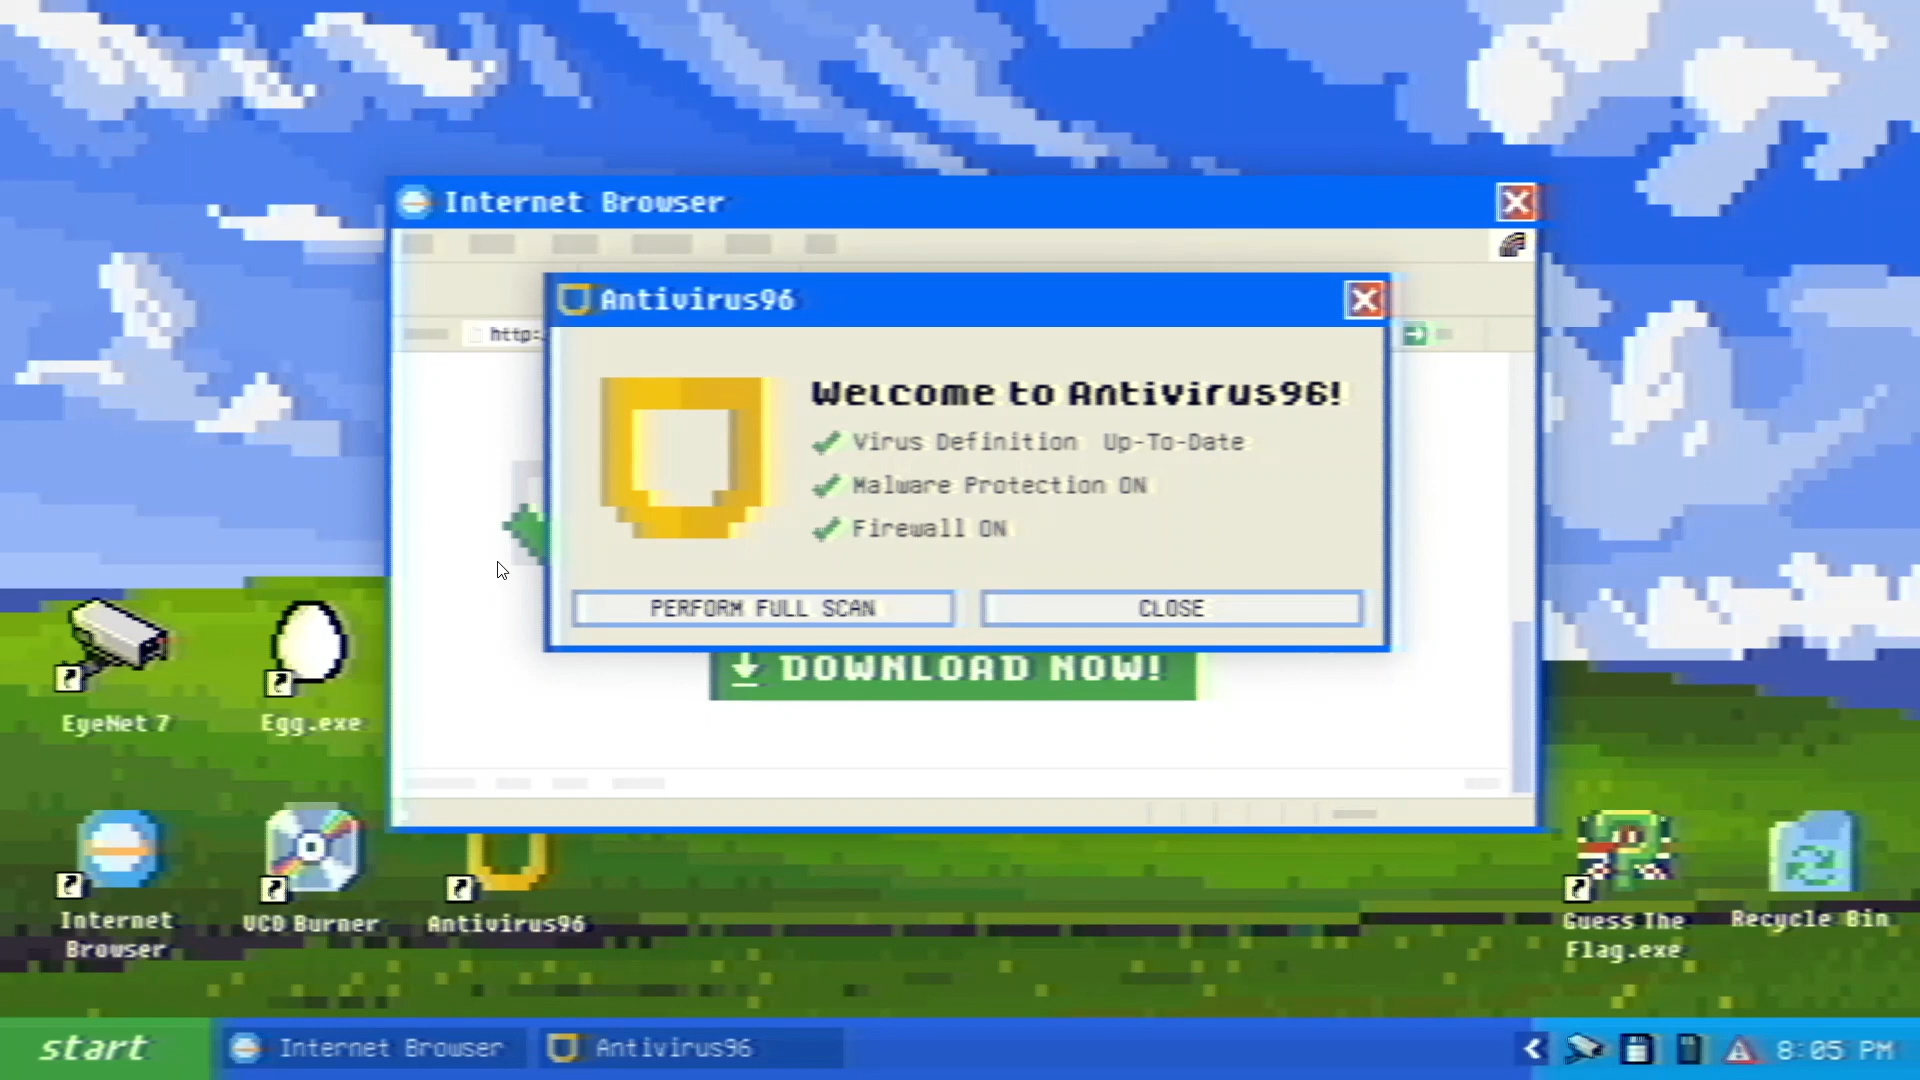 Internet Browser
Antivirus96
http:
Welcome to Antivirus96!
Virus Definition Up-To-Date
Malware Protection ON
Firewall ON
PERFORM FULL SCAN
CLOSE
DOWNLOAD NOW!
EyeNet 7
Egg.exe
Internet
Browser
VCD Burner
Antivirus96
Guess The
Flag.exe
Recycle Bin
start
Internet Browser
Antivirus96
8:05 PM